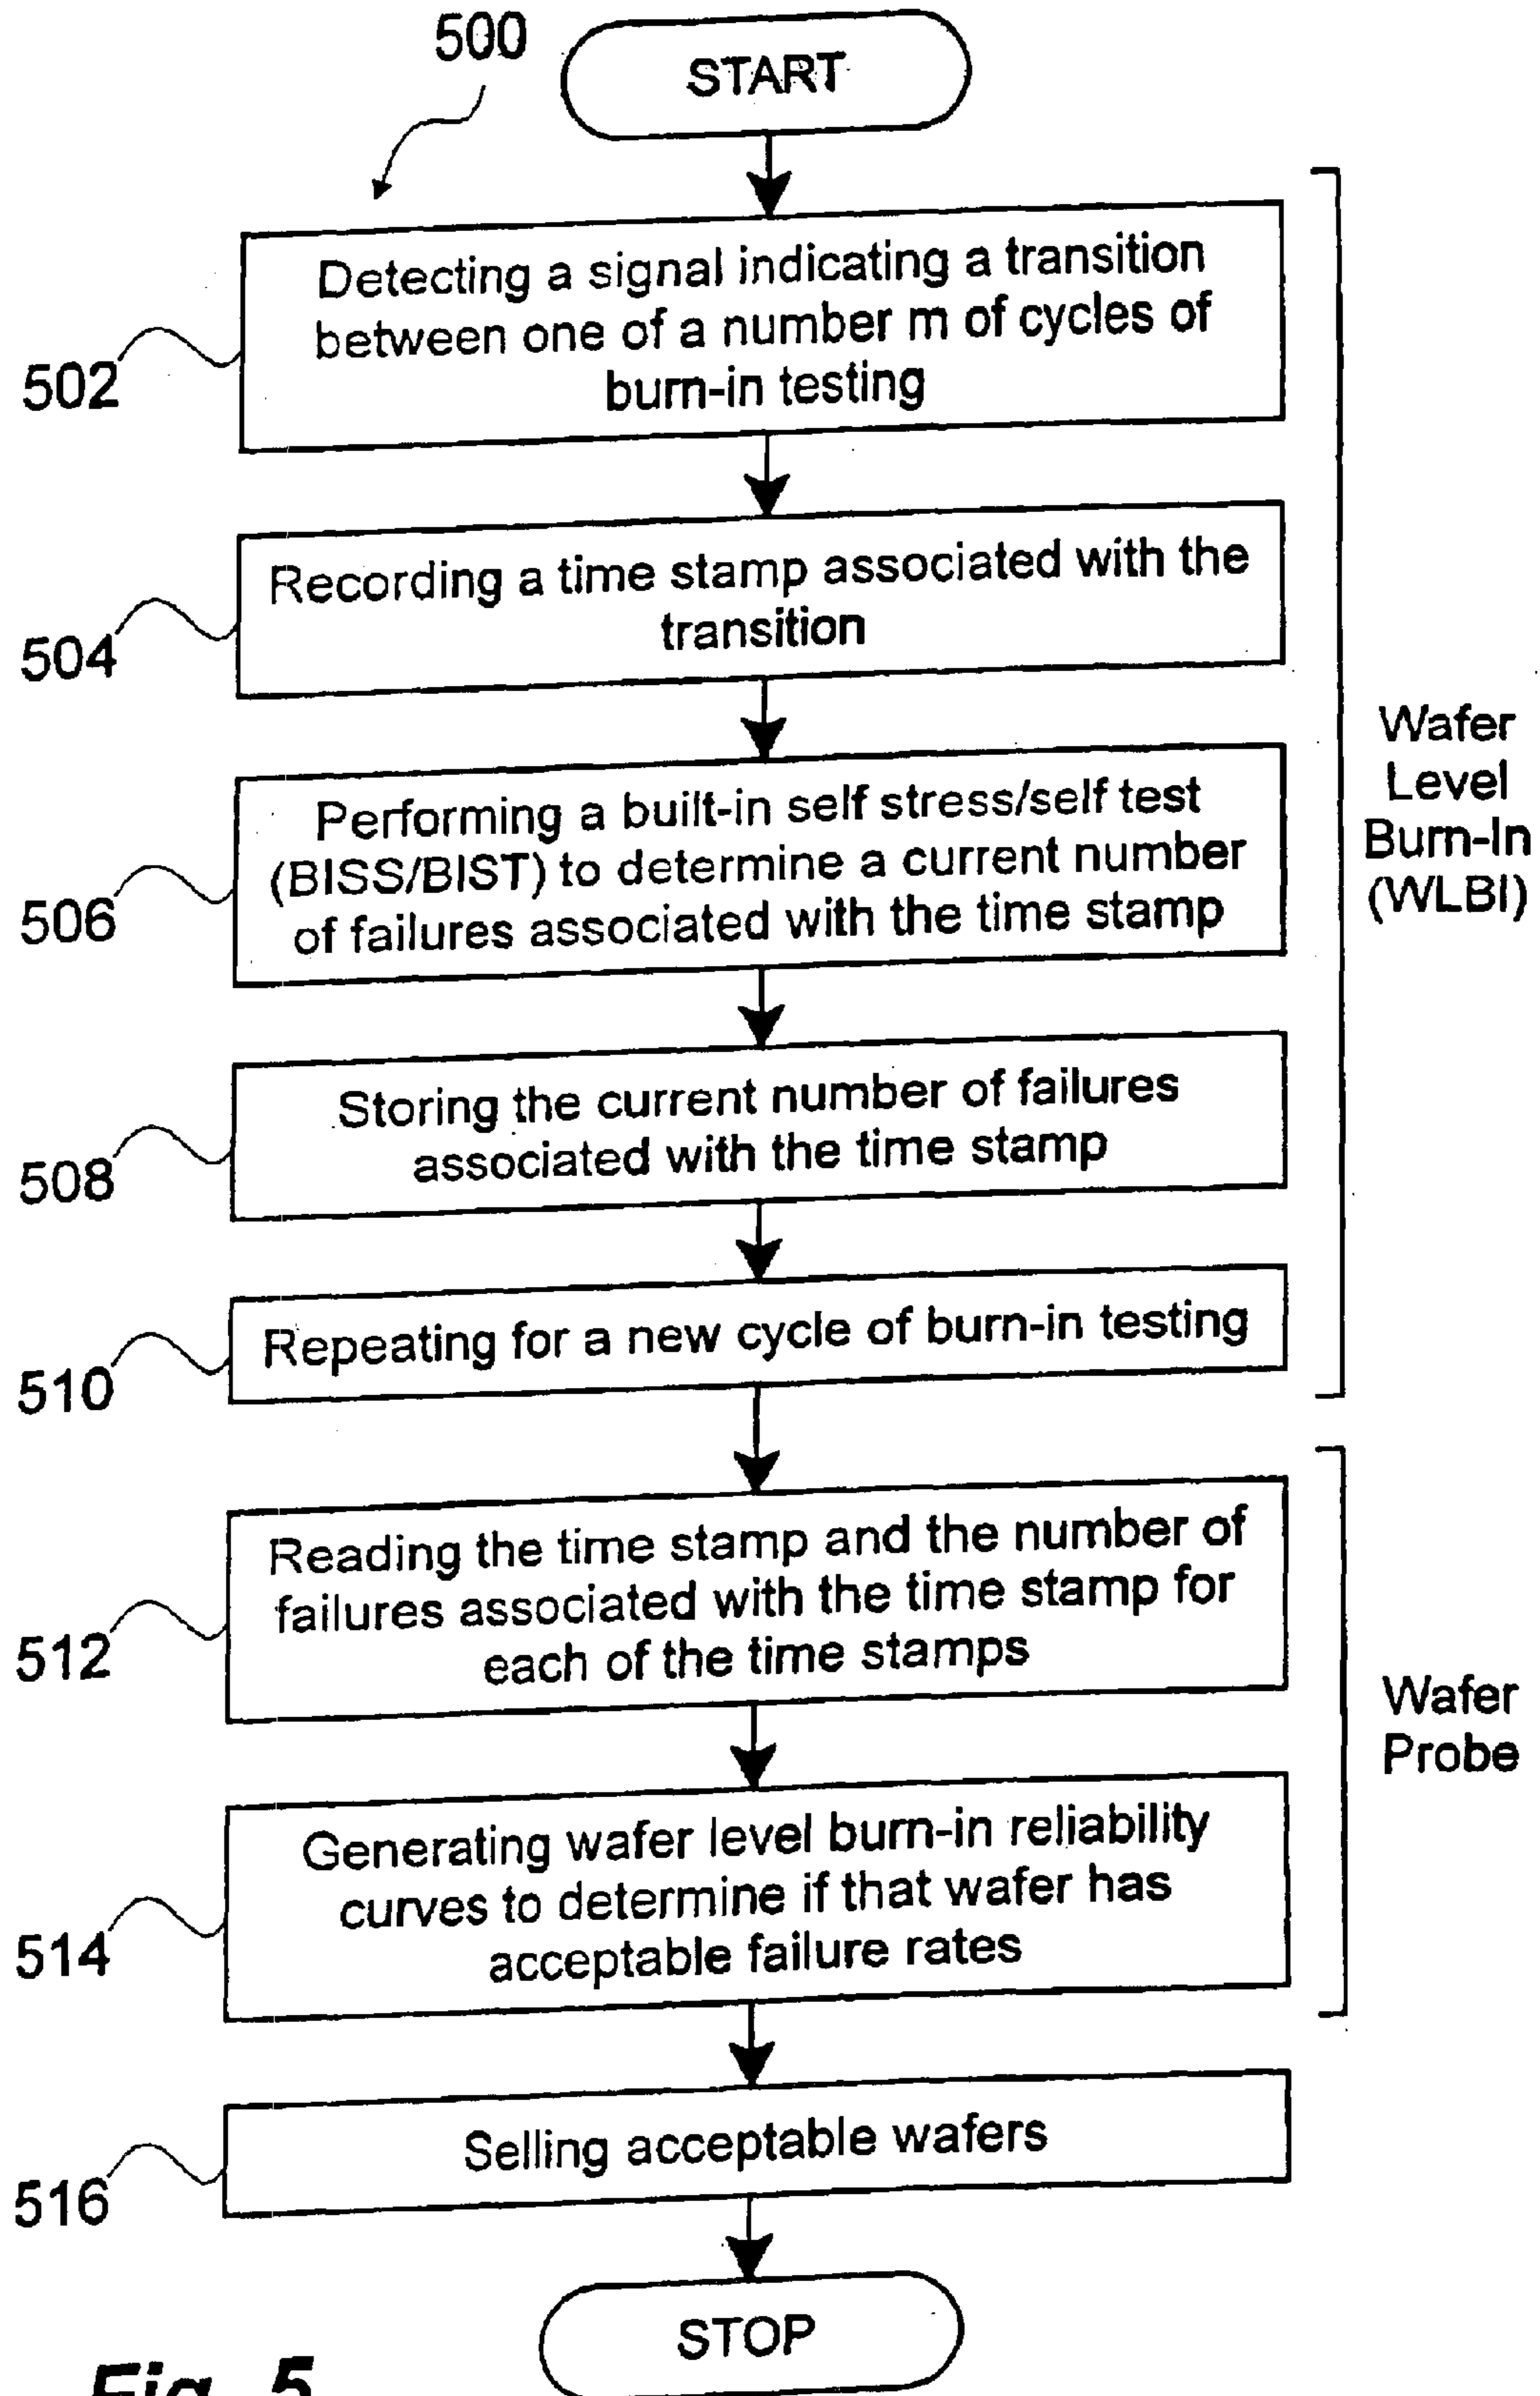 500
START
Detecting a signal indicating a transition
between one of a number m of cycles of
burn-in testing
502
Recording a time stamp associated with the
transition
504
Performing a built-in self stress/self test
(BISS/BIST) to determine a current number
of failures associated with the time stamp
506
Storing the current number of failures
associated with the time stamp
508
Repeating for a new cycle of burn-in testing
510
Wafer
Level
Burn-In
(WLBI)
Reading the time stamp and the number of
failures associated with the time stamp for
each of the time stamps
512
Generating wafer level burn-in reliability
curves to determine if that wafer has
acceptable failure rates
514
Wafer
Probe
Selling acceptable wafers
516
STOP
Fig. 5